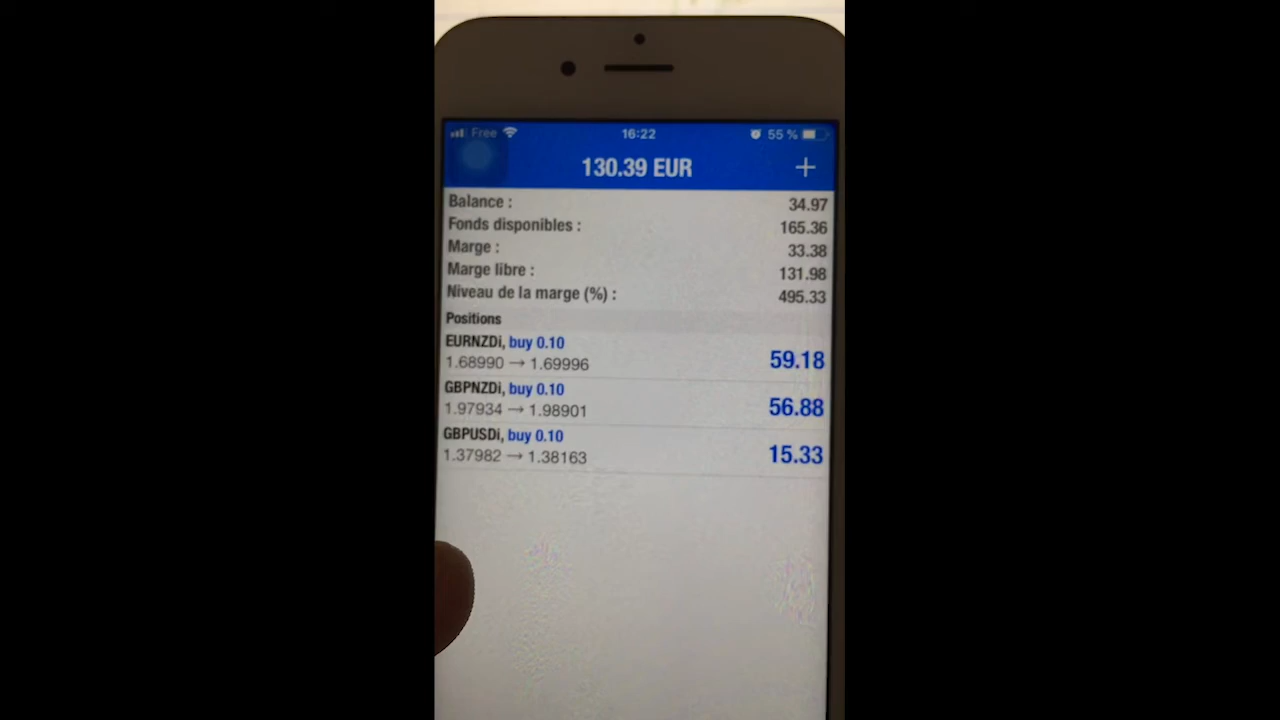 Free 16:22 55 %
130.39 EUR +
Balance : 34.97
Fonds disponibles : 165.36
Marge : 33.38
Marge libre : 131.98
Niveau de la marge (%) : 495.33
Positions
EURNZDi, buy 0.10
1.68990 → 1.69996 59.18
GBPNZDi, buy 0.10
1.97934 → 1.98901 56.88
GBPUSDi, buy 0.10
1.37982 → 1.38163 15.33